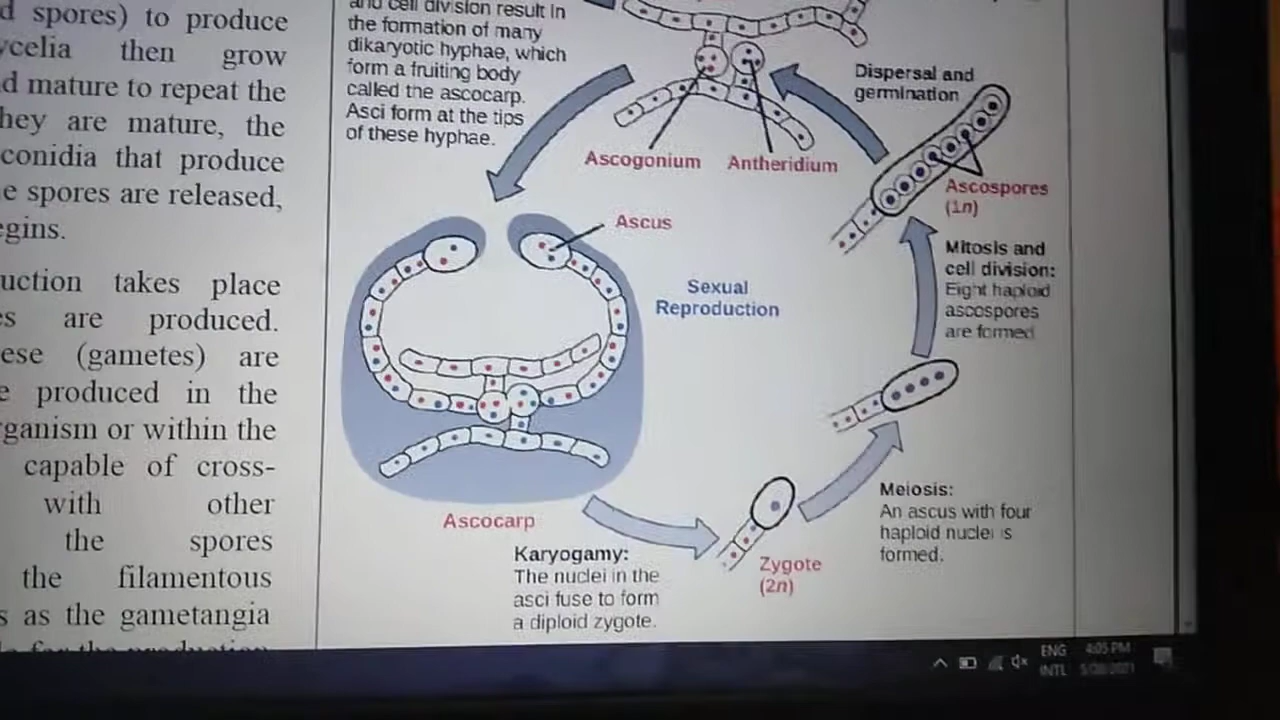 d spores) to produce
ycelia then grow
d mature to repeat the
hey are mature, the
conidia that produce
e spores are released,
egins.
uction takes place
es are produced.
ese (gametes) are
e produced in the
rganism or within the
capable of cross-
with other
the spores
the filamentous
s as the gametangia
and cell division result in
the formation of many
dikaryotic hyphae, which
form a fruiting body
called the ascocarp.
Asci form at the tips
of these hyphae.
Ascogonium
Antheridium
Dispersal and
germination
Ascospores
(1n)
Ascus
Sexual
Reproduction
Mitosis and
cell division:
Eight haploid
ascospores
are formed
Ascocarp
Karyogamy:
The nuclei in the
asci fuse to form
a diploid zygote.
Zygote
(2n)
Meiosis:
An ascus with four
haploid nuclei is
formed.
ENG
INTL
4:05 PM